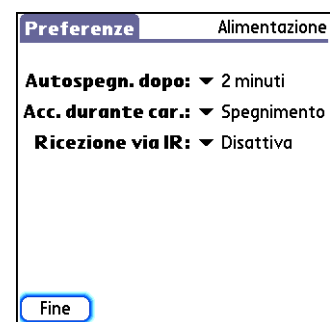 Preferenze Alimentazione
Autospegn. dopo: 2 minuti
Acc. durante car.: Spegnimento
Ricezione via IR: Disattiva
Fine